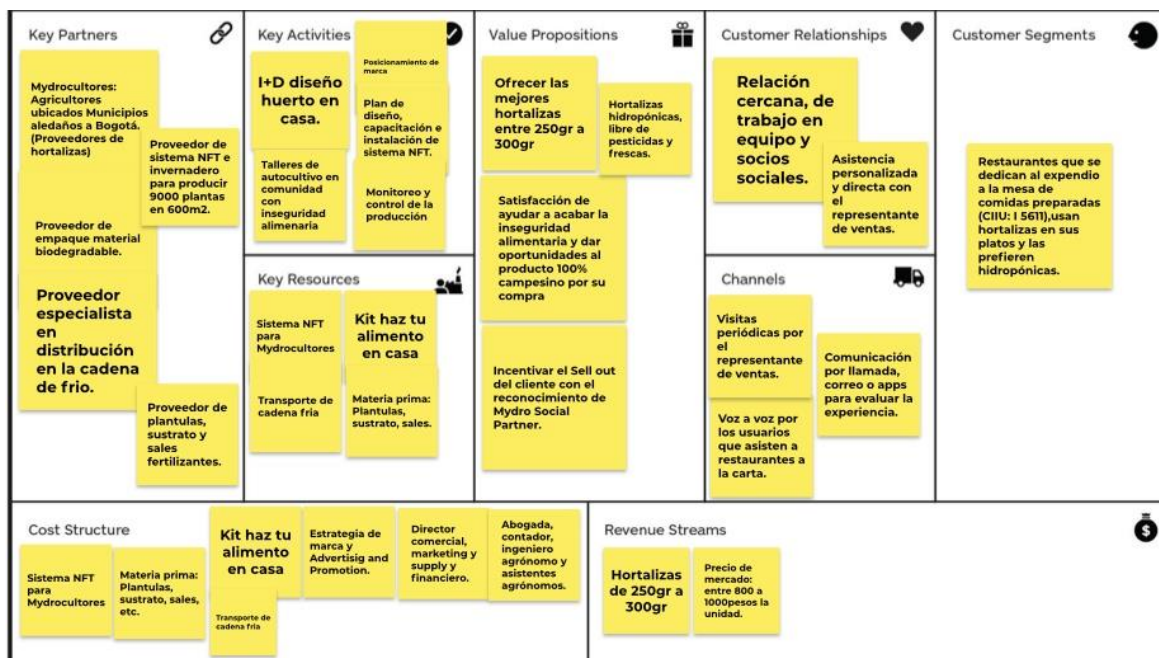 Key Partners
Mydrocultores:
Agricultores
ubicados Municipios
aledaños a Bogotá.
(Proveedores de
hortalizas)
Proveedor de
sistema NFT e
invernadero
para producir
9000 plantas
en 600m2.
Proveedor de
empaque material
biodegradable.
Proveedor
especialista
en
distribución
en la cadena
de frio.
Proveedor de
plantulas,
sustrato y
sales
fertilizantes.
Key Activities
I+D diseño
huerto en
casa.
Posicionamiento de
marca
Plan de
diseño,
capacitación e
instalación de
sistema NFT.
Talleres de
autocultivo en
comunidad
con
inseguridad
alimenaria
Monitoreo y
control de la
producción
Key Resources
Sistema NFT
para
Mydrocultores
Kit haz tu
alimento
en casa
Transporte de
cadena fria
Materia prima:
Plantulas,
sustrato, sales.
Value Propositions
Ofrecer las
mejores
hortalizas
entre 250gr a
300gr
Hortalizas
hidropónicas,
libre de
pesticidas y
frescas.
Satisfacción de
ayudar a acabar la
inseguridad
alimentaria y dar
oportunidades al
producto 100%
campesino por su
compra
Incentivar el Sell out
del cliente con el
reconocimiento de
Mydro Social
Partner.
Customer Relationships
Relación
cercana, de
trabajo en
equipo y
socios
sociales.
Asistencia
personalizada
y directa con
el
representante
de ventas.
Channels
Visitas
periódicas por
el
representante
de ventas.
Comunicación
por llamada,
correo o apps
para evaluar la
experiencia.
Voz a voz por
los usuarios
que asisten a
restaurantes a
la carta.
Customer Segments
Restaurantes que se
dedican al expendio
a la mesa de
comidas preparadas
(CIIU: I 5611),usan
hortalizas en sus
platos y las
prefieren
hidropónicas.
Cost Structure
Sistema NFT
para
Mydrocultores
Materia prima:
Plantulas,
sustrato, sales,
etc.
Kit haz tu
alimento
en casa
Transporte de
cadena fria
Estrategia de
marca y
Advertisig and
Promotion.
Director
comercial,
marketing y
supply y
financiero.
Abogada,
contador,
ingeniero
agrónomo y
asistentes
agrónomos.
Revenue Streams
Hortalizas
de 250gr a
300gr
Precio de
mercado:
entre 800 a
1000pesos la
unidad.
$